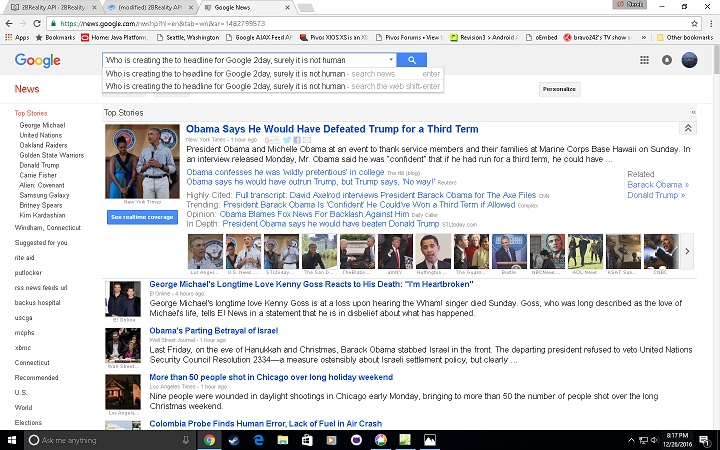 2BReality API - 2BReality
(modified) 2BReality API
Google News
Derek
https://news.google.com/nwshp?hl=en&tab=wn&ar=1482799573
Apps Bookmarks Seattle, Washington Google AJAX Feed API Pivos XIOS XS is an XB Pivos Forums • View f Revision3 > Android A oEmbed bravo242'S TV show s Other bookmarks
Google
Who is creating the to headline for Google 2day, surely it is not human
Who is creating the to headline for Google 2day, surely it is not human - search news enter
Who is creating the to headline for Google 2day, surely it is not human - search the web shift-enter
News
Personalize
Top Stories
George Michael
United Nations
Oakland Raiders
Golden State Warriors
Donald Trump
Carrie Fisher
Alien: Covenant
Samsung Galaxy
Britney Spears
Kim Kardashian
Windham, Connecticut
Suggested for you
rite aid
putlocker
rss news feeds url
backus hospital
uscga
mcphs
xbmc
Connecticut
Recommended
U.S.
World
Elections
Top Stories
New York Times
See realtime coverage
Obama Says He Would Have Defeated Trump for a Third Term
New York Times - 1 hour ago
President Barack and Michelle Obama at an event to thank service members and their families at Marine Corps Base Hawaii on Sunday. In
an interview released Monday, Mr. Obama said he was "confident" that if he had run for a third term, he could have ...
Obama confesses he was 'wildly pretentious' in college The Hill (blog)
Obama says he would have outrun Trump, but Trump says, 'No way!' Reuters
Highly Cited: Full transcript: David Axelrod interviews President Barack Obama for The Axe Files CNN
Trending: President Barack Obama Is 'Confident' He Could've Won a Third Term if Allowed Complex
Opinion: Obama Blames Fox News For Backlash Against Him Daily Caller
In Depth: President Obama says he would have beaten Donald Trump STLtoday.com
Related
Barack Obama »
Donald Trump »
Los Angel... U.S. News ... STLtoday... The San D... TheBlaze... amNY Huffington ... The Guard... Bustle NBCNews... AOL News KSAT San... CNBC
E! Online
George Michael's Longtime Love Kenny Goss Reacts to His Death: "I'm Heartbroken"
E! Online - 4 hours ago
George Michael's longtime love Kenny Goss is at a loss upon hearing the Wham! singer died Sunday. Goss, who was long described as the love of
Michael's life, tells E! News in a statement that he is in disbelief about what has happened.
Wall Street...
Obama's Parting Betrayal of Israel
Wall Street Journal - 1 hour ago
Last Friday, on the eve of Hanukkah and Christmas, Barack Obama stabbed Israel in the front. The departing president refused to veto United Nations
Security Council Resolution 2334—a measure ostensibly about Israeli settlement policy, but clearly ...
Los Angele...
More than 50 people shot in Chicago over long holiday weekend
Los Angeles Times - 1 hour ago
Nine people were wounded in daylight shootings in Chicago early Monday, bringing to more than 50 the number of people shot over the long
Christmas weekend.
Colombia Probe Finds Human Error, Lack of Fuel in Air Crash
Ask me anything
8:17 PM
12/26/2016